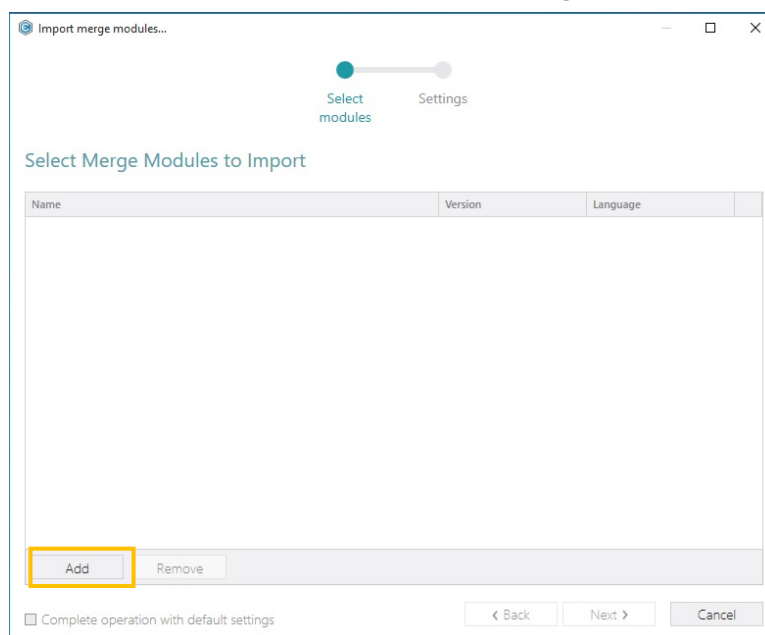 Import merge modules...
Select Settings
modules
Select Merge Modules to Import
Name Version Language
Add Remove
Complete operation with default settings < Back Next > Cancel